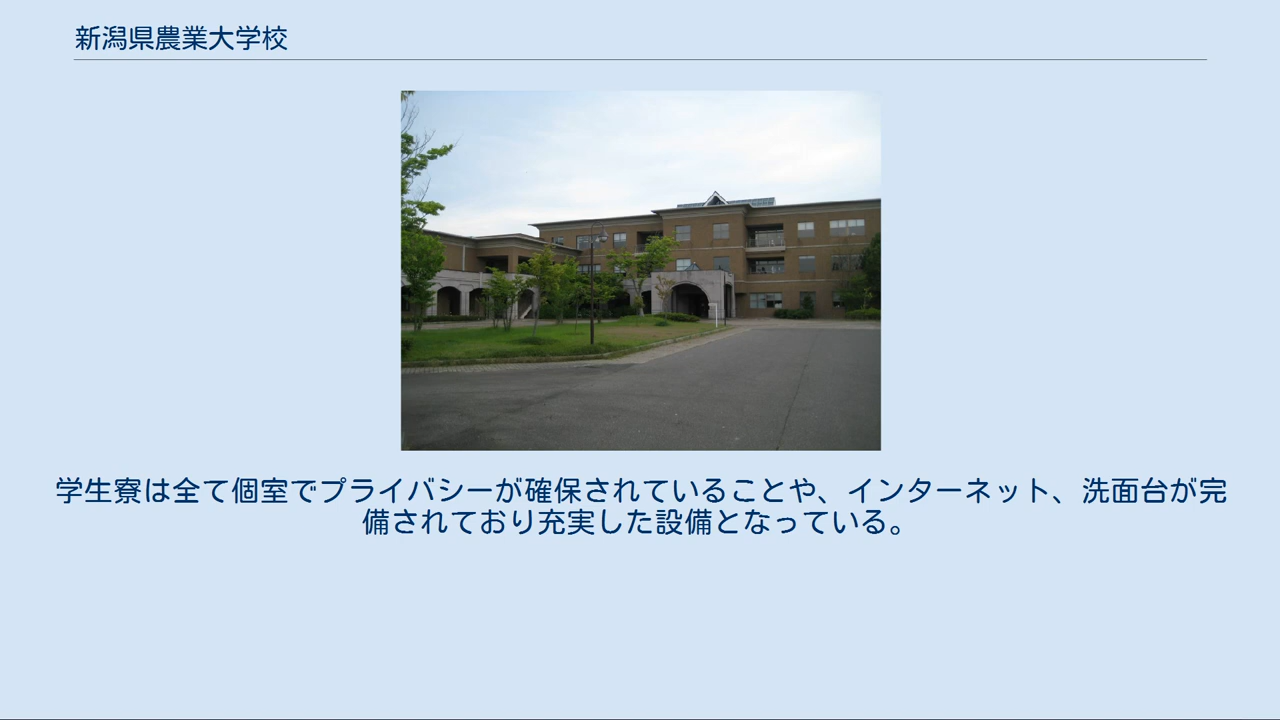 新潟県農業大学校
学生寮は全て個室でプライバシーが確保されていることや、インターネット、洗面台が完
備されており充実した設備となっている。